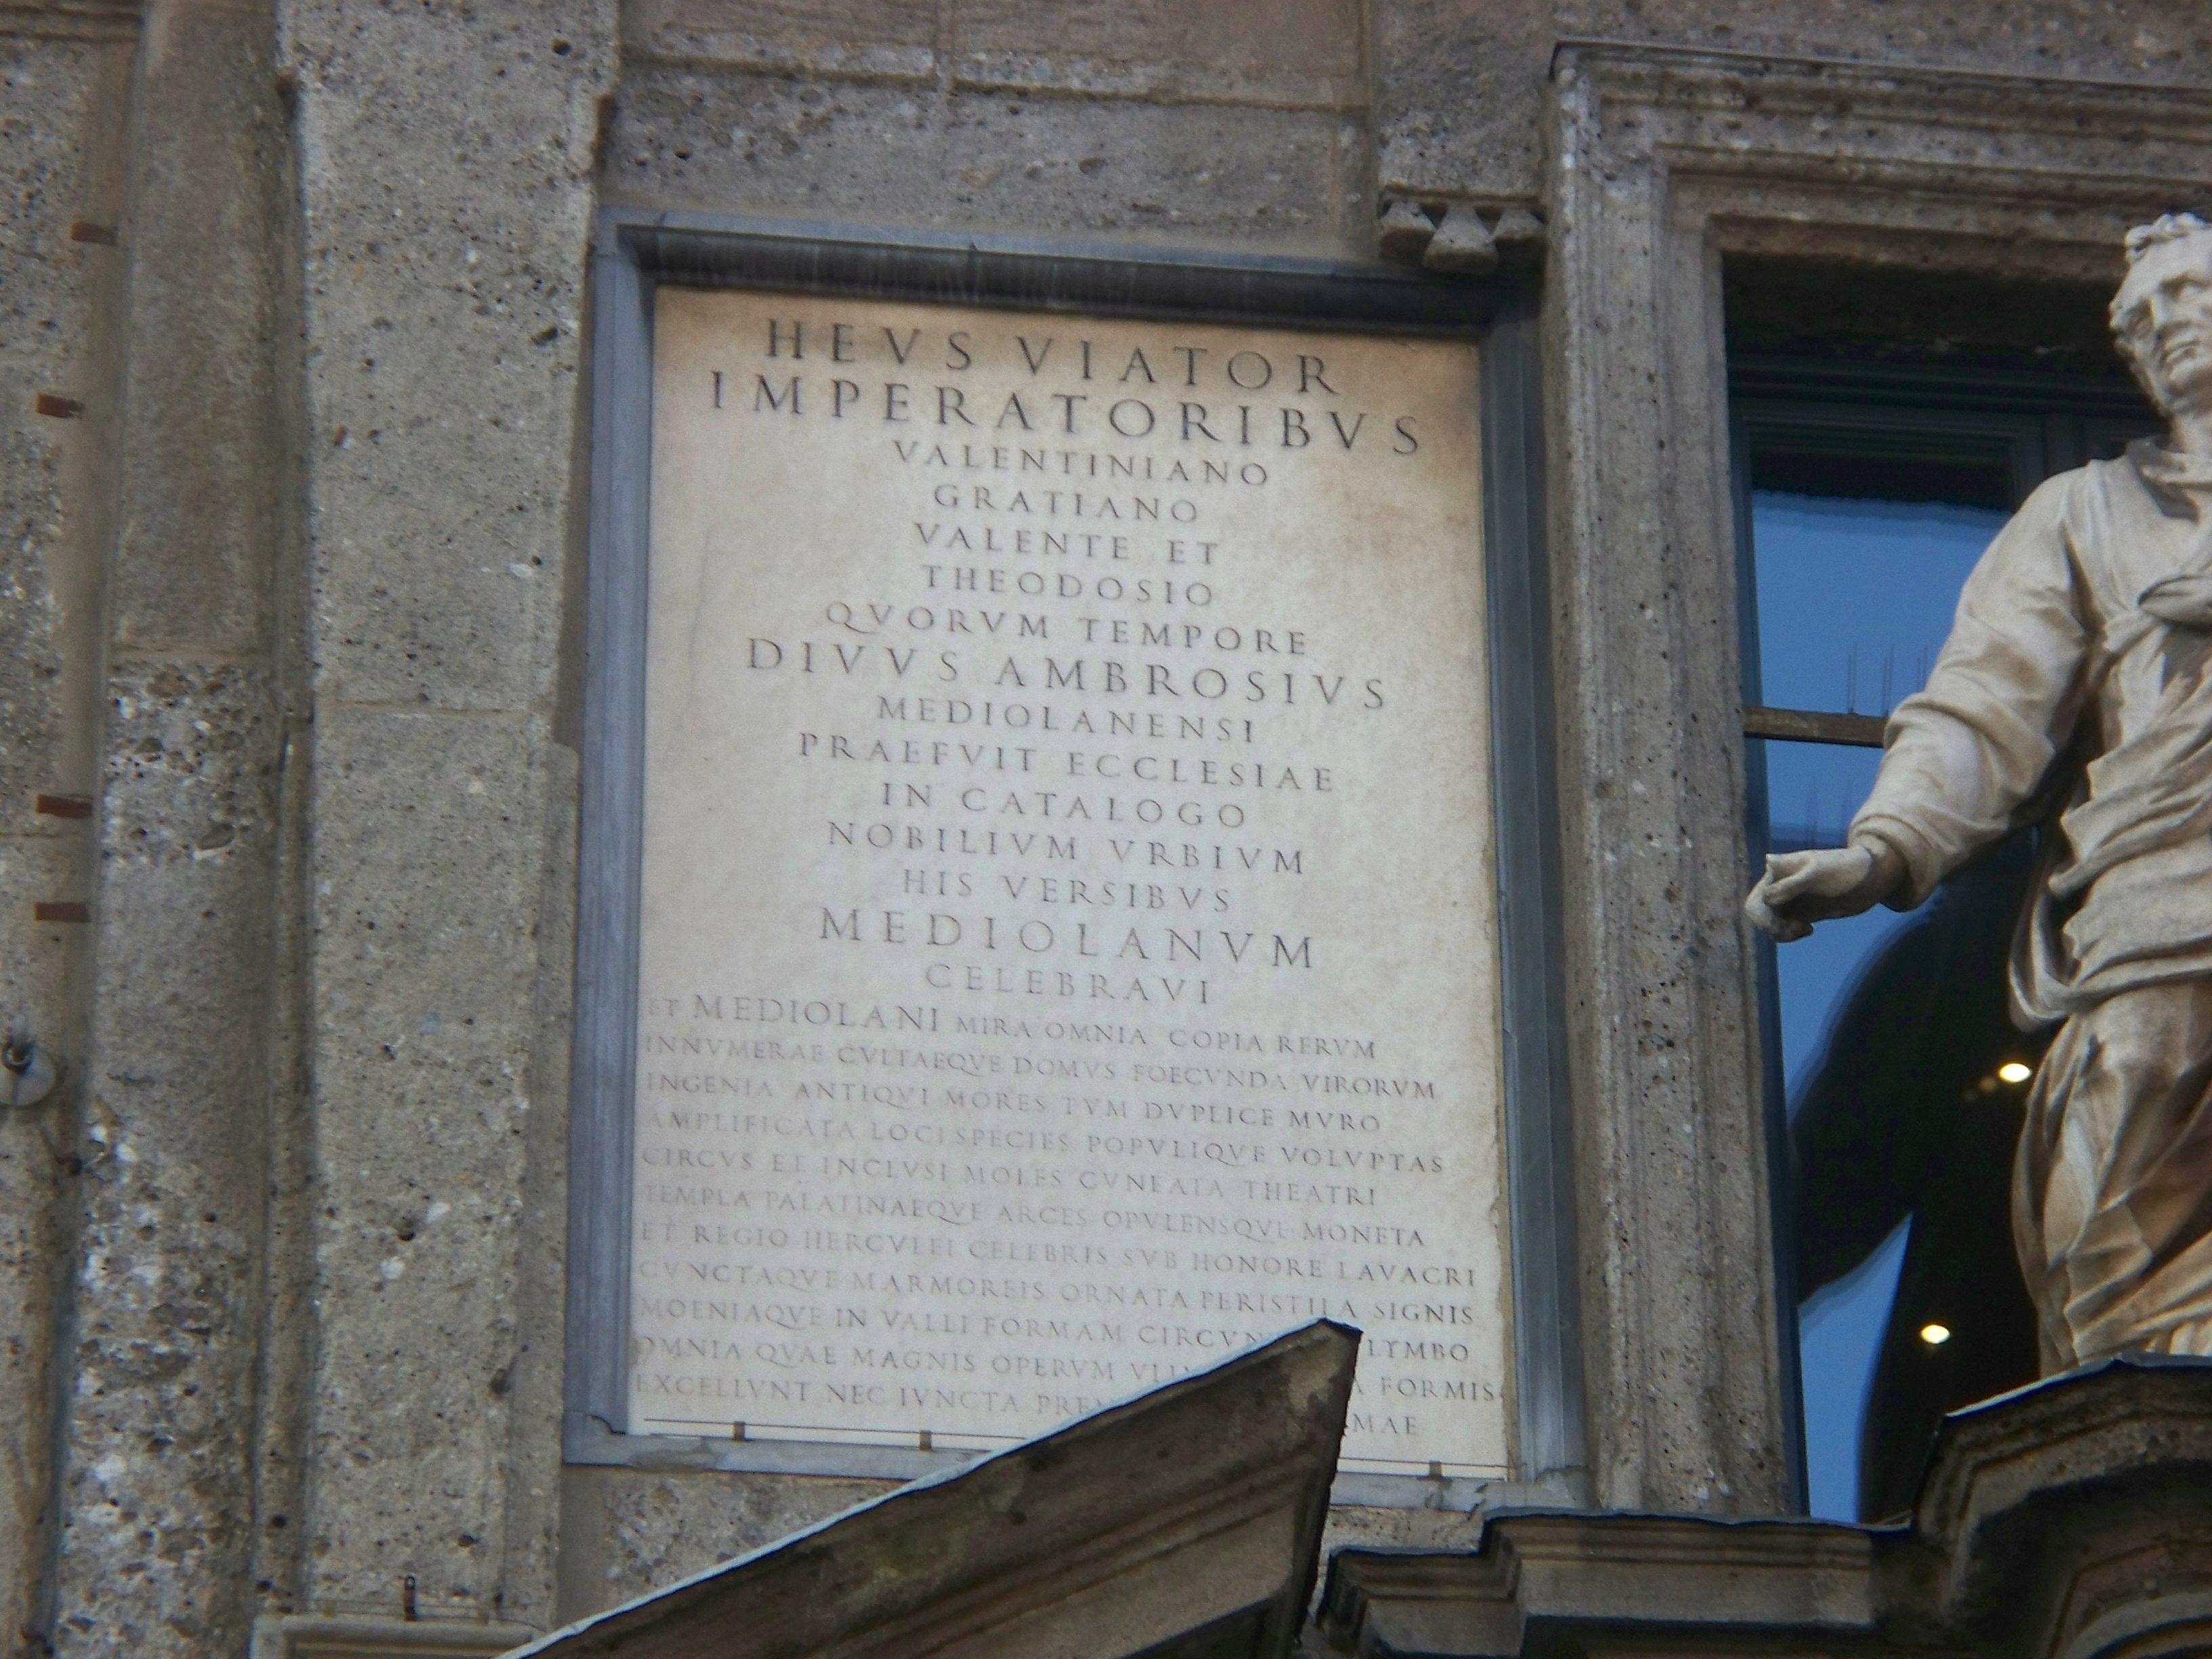 HEVS VIATOR
IMPERATORIBVS
VALENTINIANO
GRATIANO
VALENTE ET
THEODOSIO
QVORVM TEMPORE
DIVVS AMBROSIVS
MEDIOLANENSI
PRAEFVIT ECCLESIAE
IN CATALOGO
NOBILIVM VRBIVM
HIS VERSIBVS
MEDIOLANVM
CELEBRAVI
ET MEDIOLANI MIRA OMNIA COPIA RERVM
INNVMERAE CVLTAEQVE DOMVS FOECVNDA VIRORVM
INGENIA ANTIQVI MORES TVM DVPLICE MVRO
AMPLIFICATA LOCI SPECIES POPVLIQVE VOLVPTAS
CIRCVS ET INCLVSI MOLES CVNEATA THEATRI
TEMPLA PALATINAEQVE ARCES OPVLENSQVE MONETA
ET REGIO HERCVLEI CELEBRIS SVB HONORE LAVACRI
CVNCTAQVE MARMOREIS ORNATA PERISTILA SIGNIS
MOENIAQVE IN VALLI FORMAM LYMBO
OMNIA QVAE MAGNIS OPERVM FORMIS
EXCELLVNT NEC IVNCTA